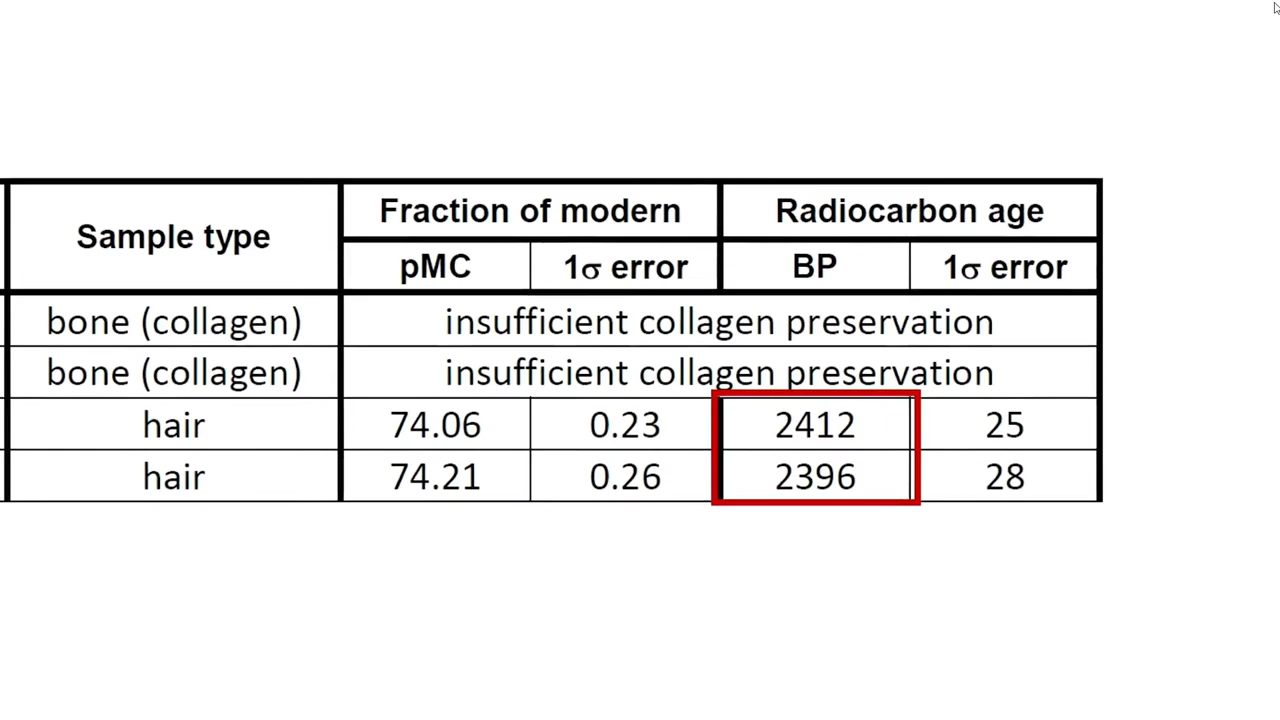 Sample type Fraction of modern Radiocarbon age
pMC 1σ error BP 1σ error
bone (collagen) insufficient collagen preservation
bone (collagen) insufficient collagen preservation
hair 74.06 0.23 2412 25
hair 74.21 0.26 2396 28